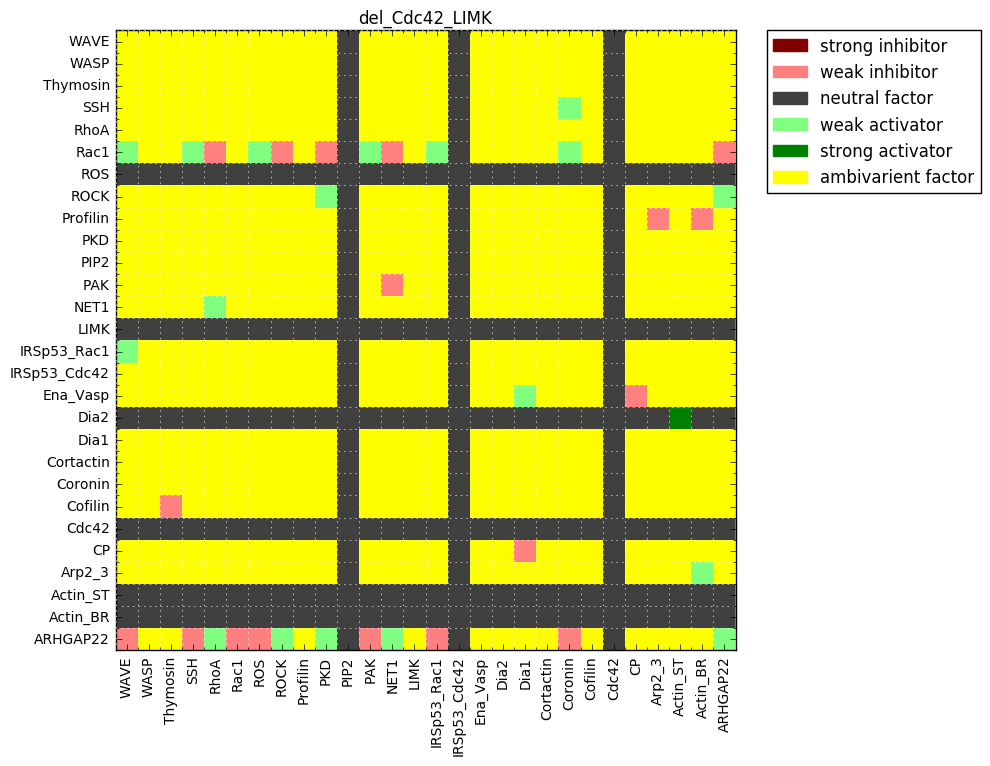 del_Cdc42_LIMK
WAVE
WASP
Thymosin
SSH
RhoA
Rac1
ROS
ROCK
Profilin
PKD
PIP2
PAK
NET1
LIMK
IRSp53_Rac1
IRSp53_Cdc42
Ena_Vasp
Dia2
Dia1
Cortactin
Coronin
Cofilin
Cdc42
CP
Arp2_3
Actin_ST
Actin_BR
ARHGAP22
WAVE
WASP
Thymosin
SSH
RhoA
Rac1
ROS
ROCK
Profilin
PKD
PIP2
PAK
NET1
LIMK
IRSp53_Rac1
IRSp53_Cdc42
Ena_Vasp
Dia2
Dia1
Cortactin
Coronin
Cofilin
Cdc42
CP
Arp2_3
Actin_ST
Actin_BR
ARHGAP22
strong inhibitor
weak inhibitor
neutral factor
weak activator
strong activator
ambivarient factor